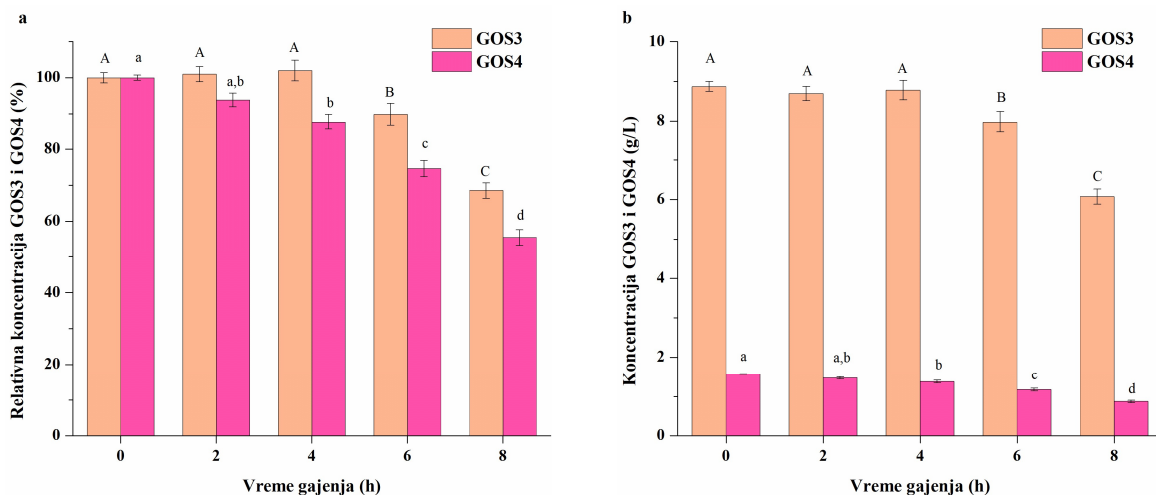 a
Relativna koncentracija GOS3 i GOS4 (%)
100
80
60
40
20
0
GOS3
GOS4
A
a
A
a,b
A
b
B
c
C
d
0
2
4
6
8
Vreme gajenja (h)
b
Koncentracija GOS3 i GOS4 (g/L)
10
8
6
4
2
0
GOS3
GOS4
A
a
A
a,b
A
b
B
c
C
d
0
2
4
6
8
Vreme gajenja (h)